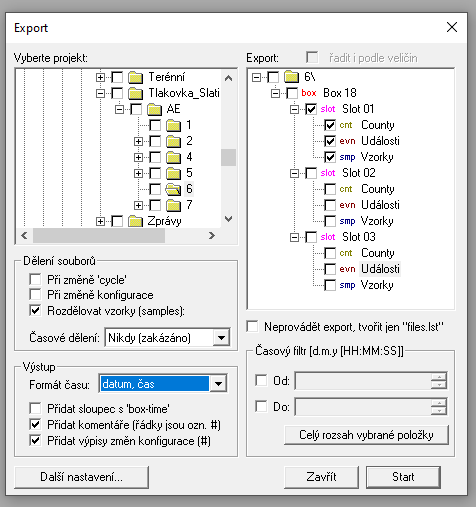 Export
Vyberte projekt:
Terénní
Tlakovka_Slati
AE
1
2
4
5
6
7
Zprávy
Dělení souborů
Při změně 'cycle'
Při změně konfigurace
Rozdělovat vzorky (samples):
Časové dělení: Nikdy (zakázáno)
Výstup
Formát času: datum, čas
Přidat sloupec s 'box-time'
Přidat komentáře (řádky jsou ozn. #)
Přidat výpisy změn konfigurace (#)
Další nastavení...
Export: řadit i podle veličin
6\
box Box 18
slot Slot 01
cnt County
evn Události
smp Vzorky
slot Slot 02
cnt County
evn Události
smp Vzorky
slot Slot 03
cnt County
evn Události
smp Vzorky
Neprovádět export, tvořit jen "files.lst"
Časový filtr [d.m.y [HH:MM:SS]]
Od:
Do:
Celý rozsah vybrané položky
Zavřít
Start